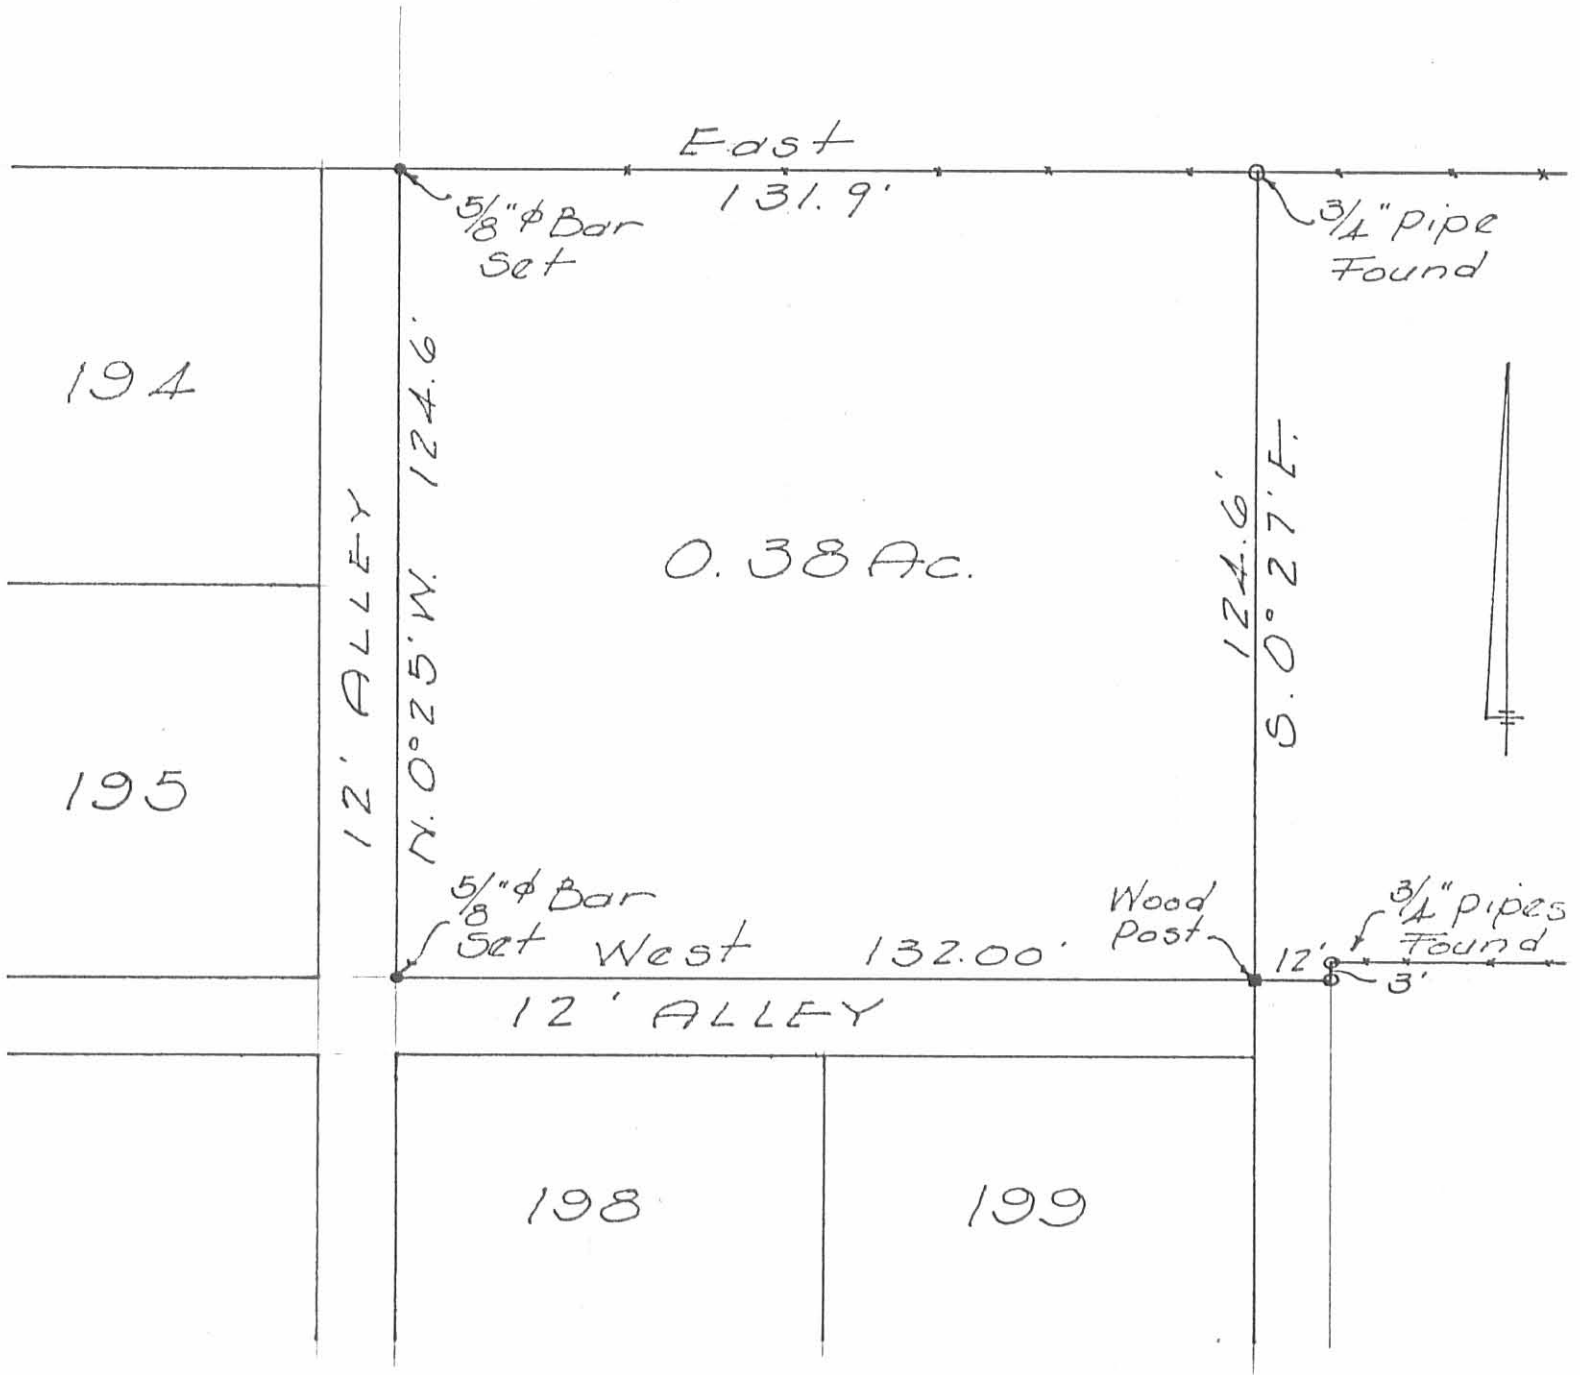 East
131.9'
5/8"⌀ Bar
Set
3/4" pipe
Found
194
N. 0°25'W. 124.6'
12' ALLEY
0.38 Ac.
124.6'
S. 0°27'E.
195
5/8"⌀ Bar
Set
West 132.00'
Wood
Post
12'
3/4" pipes
Found
3'
12' ALLEY
198
199